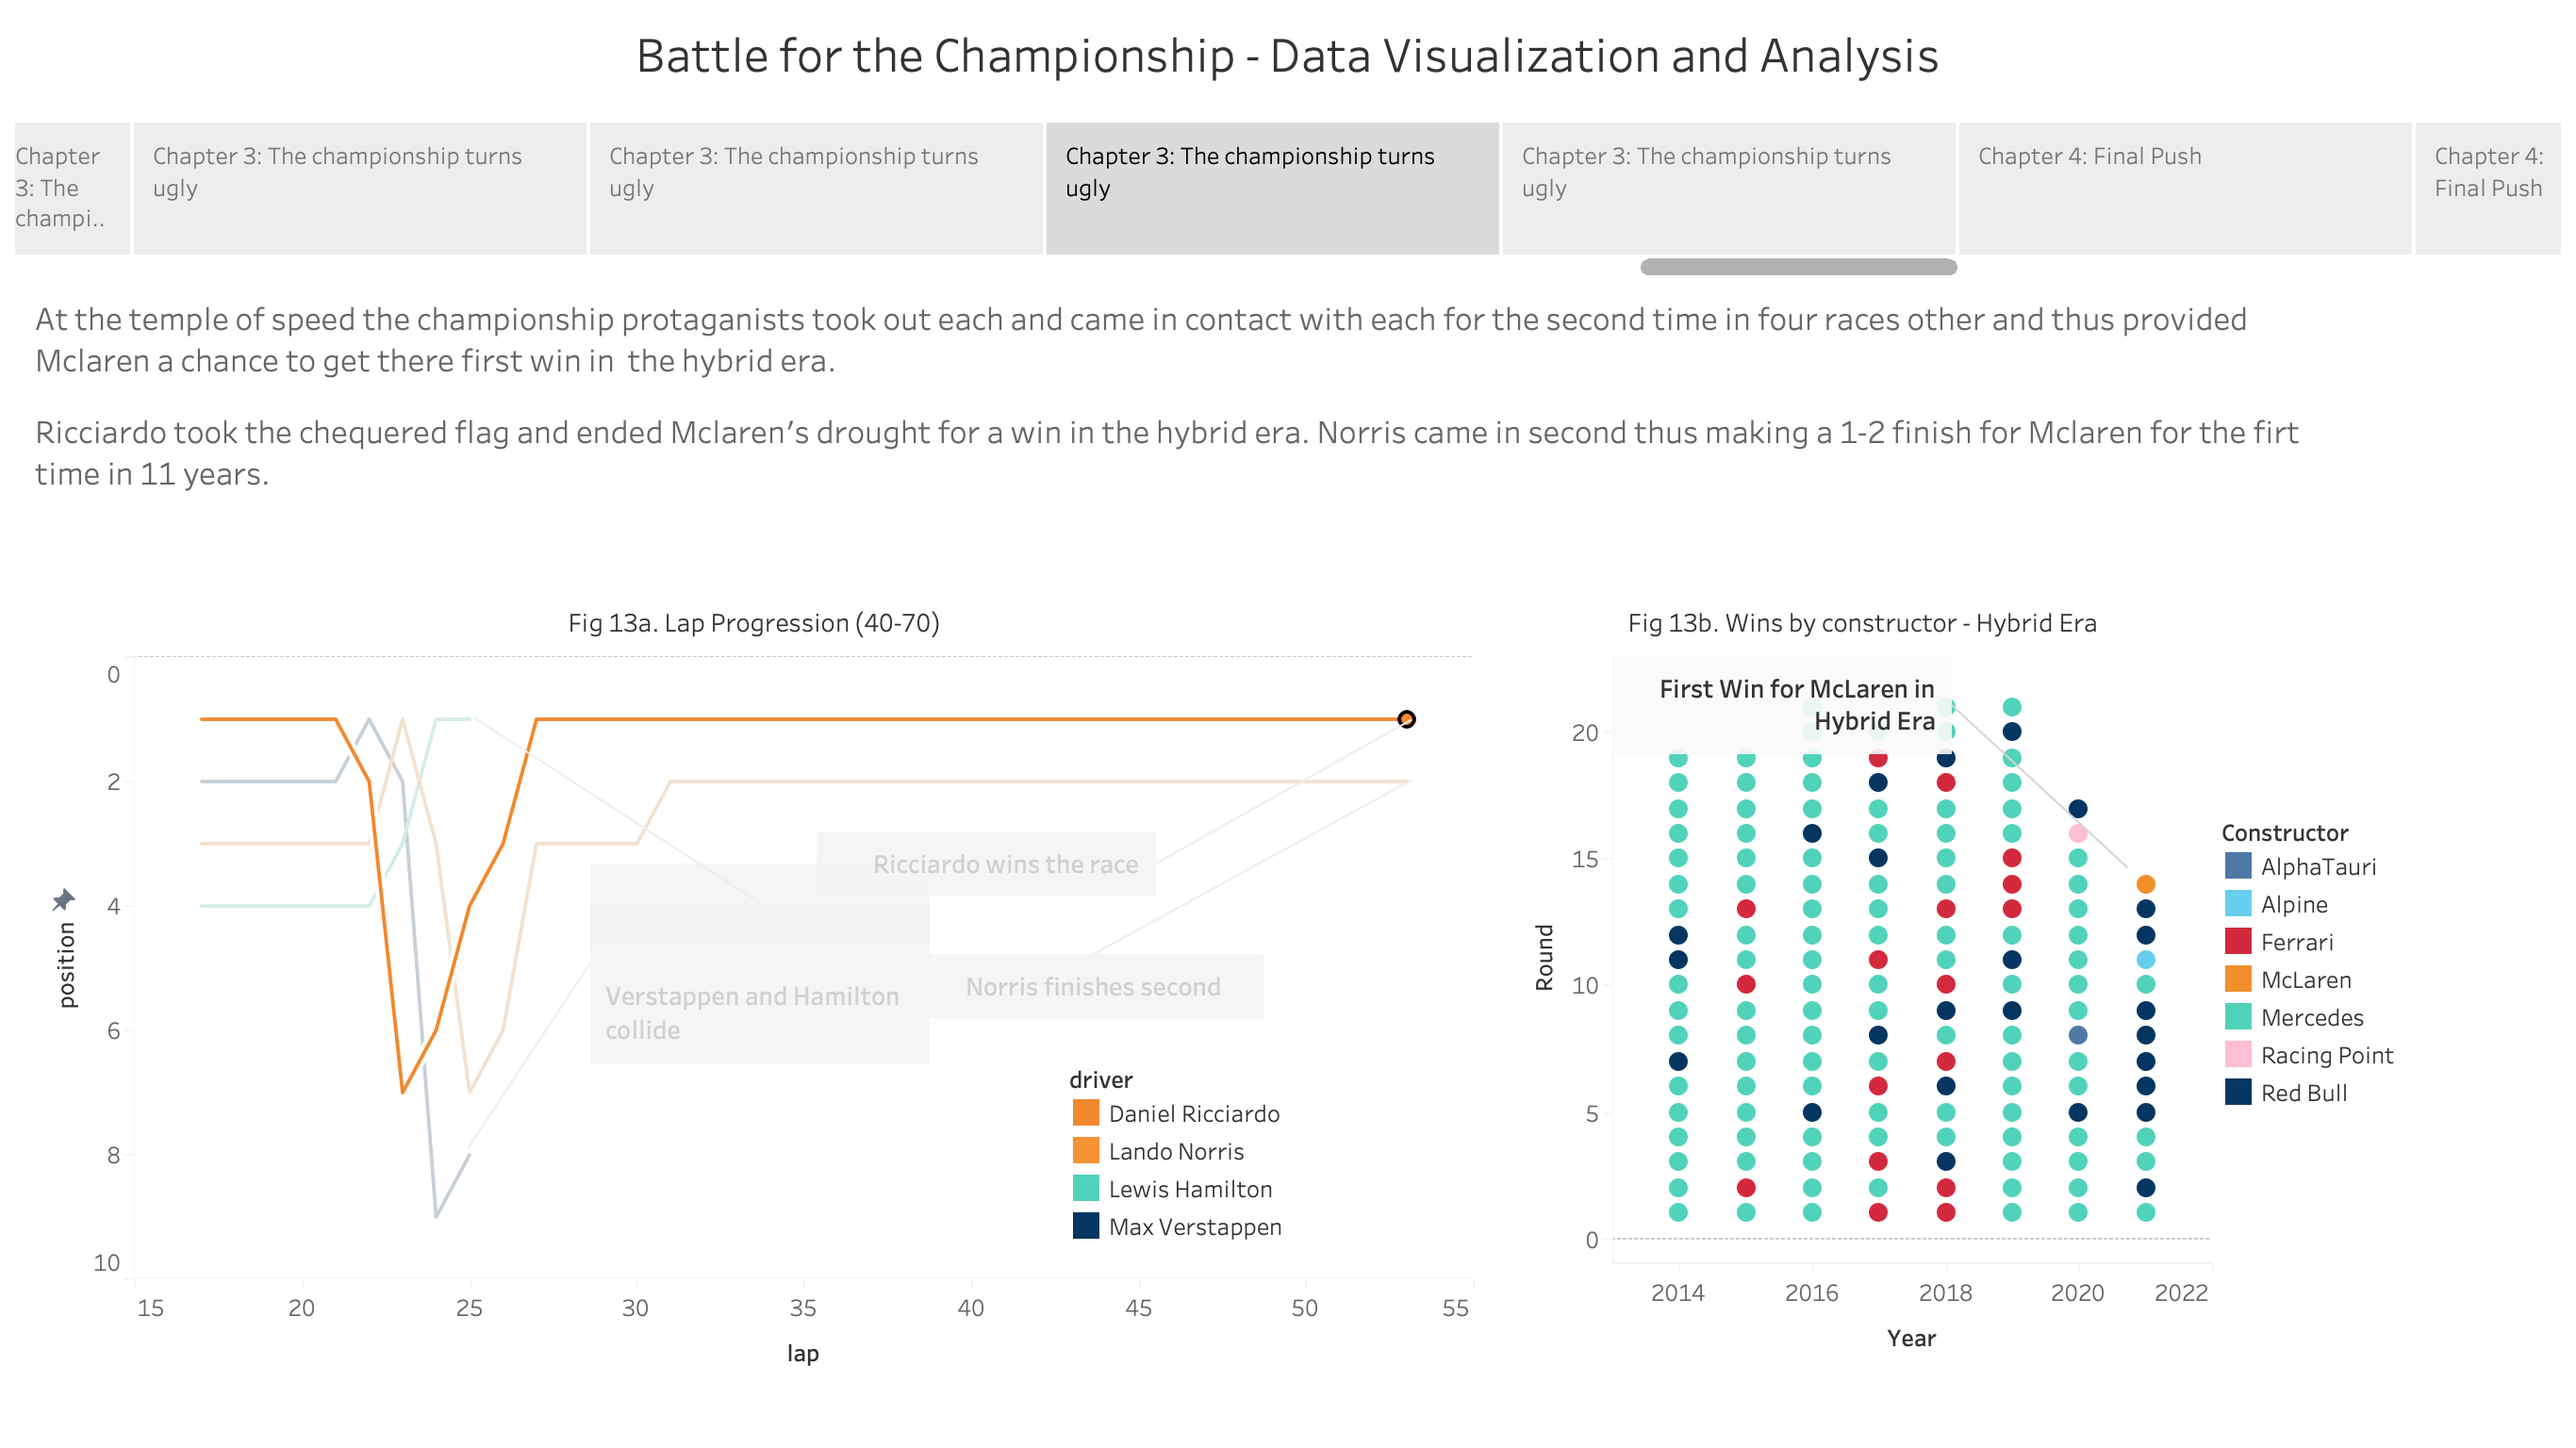 Battle for the Championship - Data Visualization and Analysis
Chapter
3: The
champi..
Chapter 3: The championship turns
ugly
Chapter 3: The championship turns
ugly
Chapter 3: The championship turns
ugly
Chapter 3: The championship turns
ugly
Chapter 4: Final Push
Chapter 4:
Final Push
At the temple of speed the championship protaganists took out each and came in contact with each for the second time in four races other and thus provided
Mclaren a chance to get there first win in  the hybrid era.
Ricciardo took the chequered flag and ended Mclaren's drought for a win in the hybrid era. Norris came in second thus making a 1-2 finish for Mclaren for the firt
time in 11 years.
Fig 13a. Lap Progression (40-70)
0
2
4
6
8
10
position
Ricciardo wins the race
Verstappen and Hamilton
collide
Norris finishes second
driver
Daniel Ricciardo
Lando Norris
Lewis Hamilton
Max Verstappen
15
20
25
30
35
40
45
50
55
lap
Fig 13b. Wins by constructor - Hybrid Era
First Win for McLaren in
Hybrid Era
20
15
10
5
0
Round
2014
2016
2018
2020
2022
Year
Constructor
AlphaTauri
Alpine
Ferrari
McLaren
Mercedes
Racing Point
Red Bull